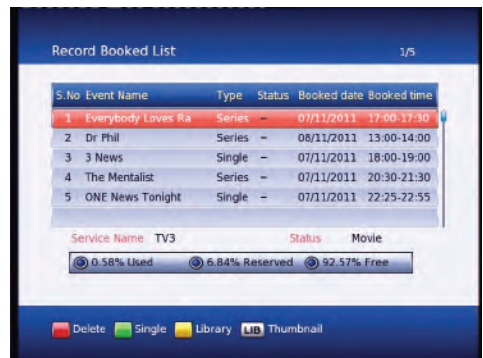 Record Booked List 1/5
S.No Event Name Type Status Booked date Booked time
1 Everybody Loves Ra Series – 07/11/2011 17:00-17:30
2 Dr Phil Series – 08/11/2011 13:00-14:00
3 3 News Single – 07/11/2011 18:00-19:00
4 The Mentalist Series – 07/11/2011 20:30-21:30
5 ONE News Tonight Single – 07/11/2011 22:25-22:55
Service Name TV3 Status Movie
0.58% Used 6.84% Reserved 92.57% Free
Delete Single Library LIB Thumbnail